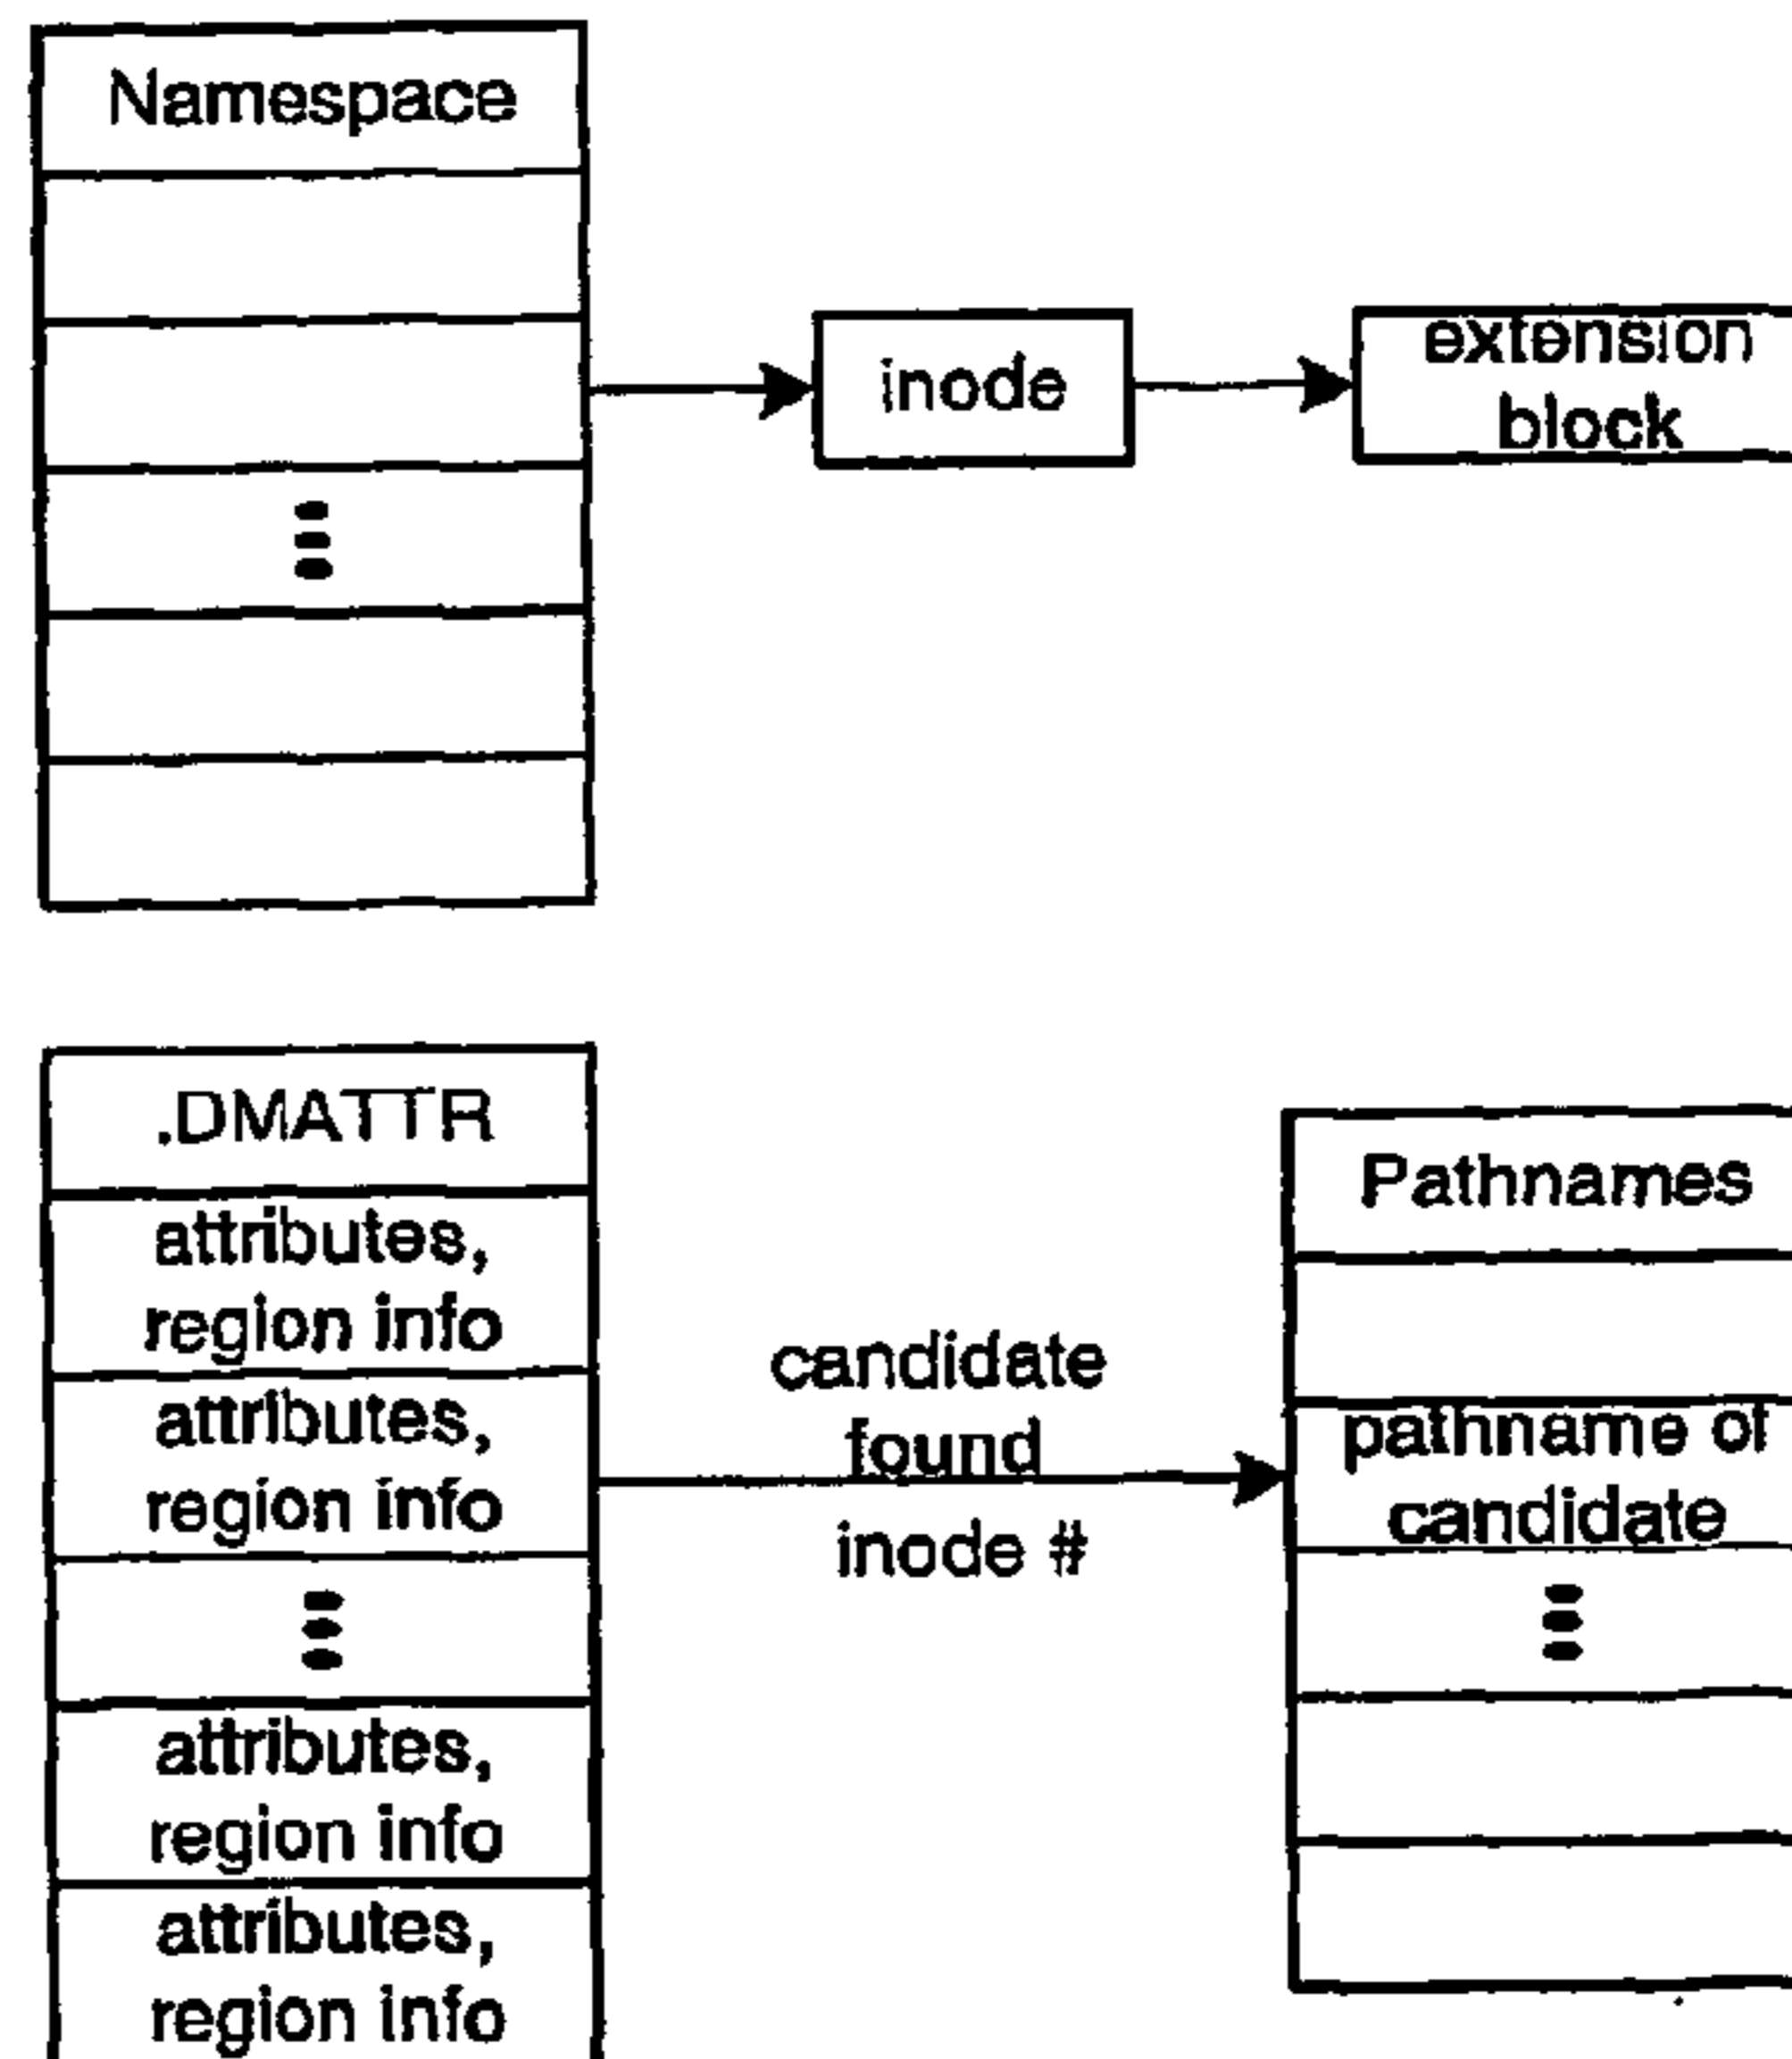 Namespace
inode
extension
block
.DMATTR
attributes,
region info
attributes,
region info
attributes,
region info
attributes,
region info
candidate
found
inode #
Pathnames
pathname of
candidate